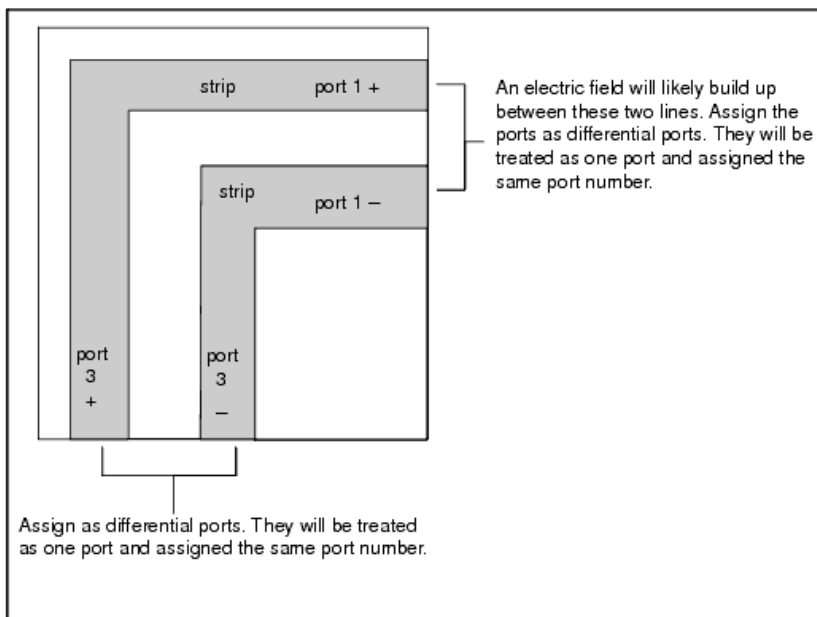 strip port 1 +
An electric field will likely build up
between these two lines. Assign the
ports as differential ports. They will be
treated as one port and assigned the
same port number.
strip
port 1 –
port
3
+
port
3
–
Assign as differential ports. They will be treated
as one port and assigned the same port number.